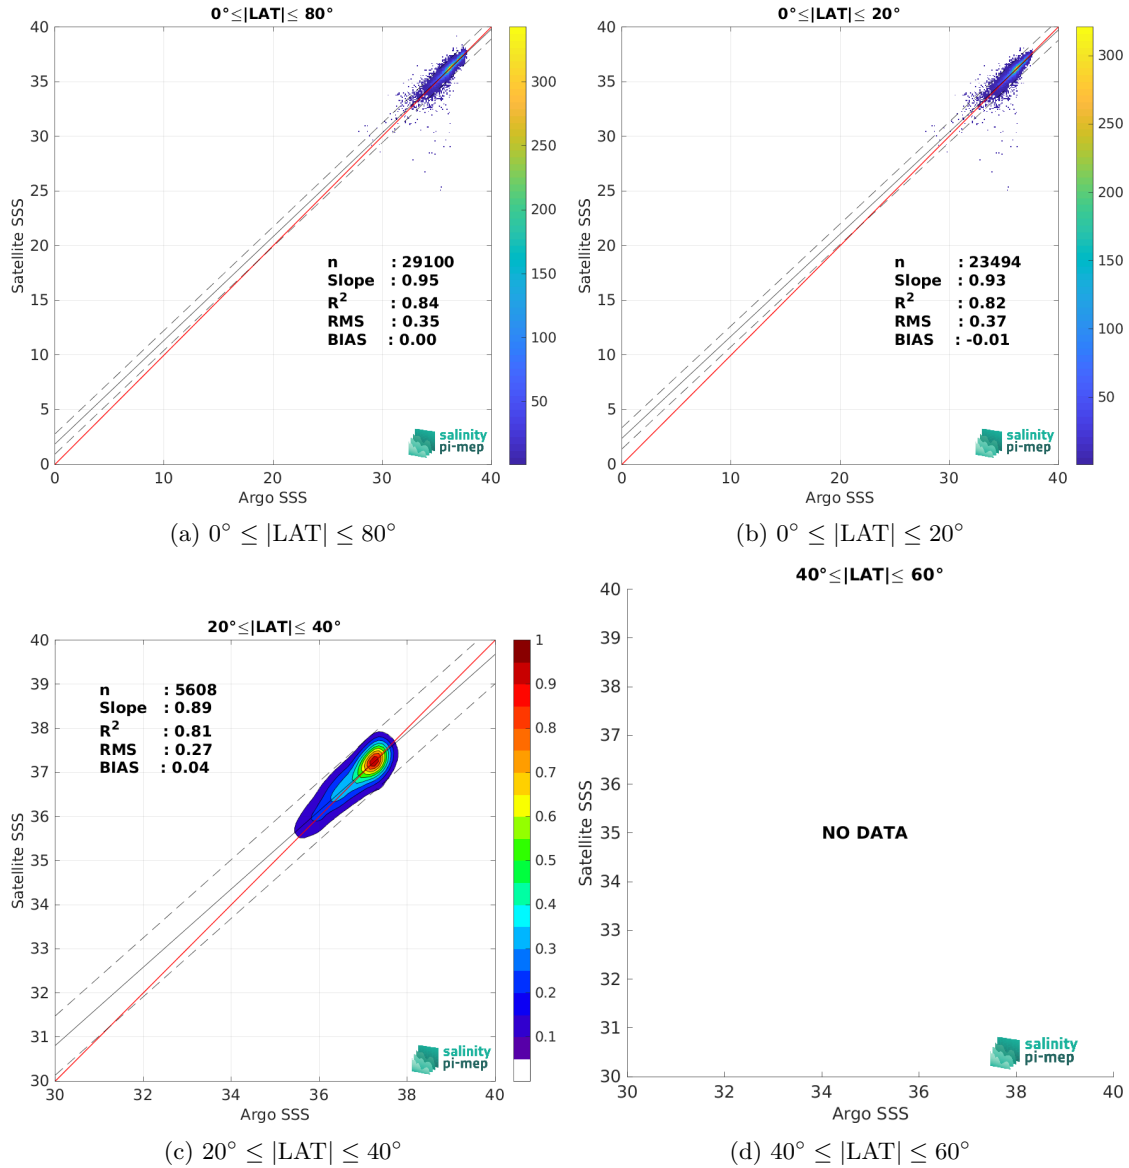 0°≤|LAT|≤ 80°
40
35
30
25
20
15
10
5
0
0
10
20
30
40
Satellite SSS
Argo SSS
n : 29100
Slope : 0.95
R² : 0.84
RMS : 0.35
BIAS : 0.00
300
250
200
150
100
50
salinity
pi-mep
(a) 0° ≤ |LAT| ≤ 80°
0°≤|LAT|≤ 20°
40
35
30
25
20
15
10
5
0
0
10
20
30
40
Satellite SSS
Argo SSS
n : 23494
Slope : 0.93
R² : 0.82
RMS : 0.37
BIAS : -0.01
300
250
200
150
100
50
salinity
pi-mep
(b) 0° ≤ |LAT| ≤ 20°
20°≤|LAT|≤ 40°
40
39
38
37
36
35
34
33
32
31
30
30
32
34
36
38
40
Satellite SSS
Argo SSS
n : 5608
Slope : 0.89
R² : 0.81
RMS : 0.27
BIAS : 0.04
1
0.9
0.8
0.7
0.6
0.5
0.4
0.3
0.2
0.1
salinity
pi-mep
(c) 20° ≤ |LAT| ≤ 40°
40°≤|LAT|≤ 60°
40
39
38
37
36
35
34
33
32
31
30
30
32
34
36
38
40
Satellite SSS
Argo SSS
NO DATA
salinity
pi-mep
(d) 40° ≤ |LAT| ≤ 60°